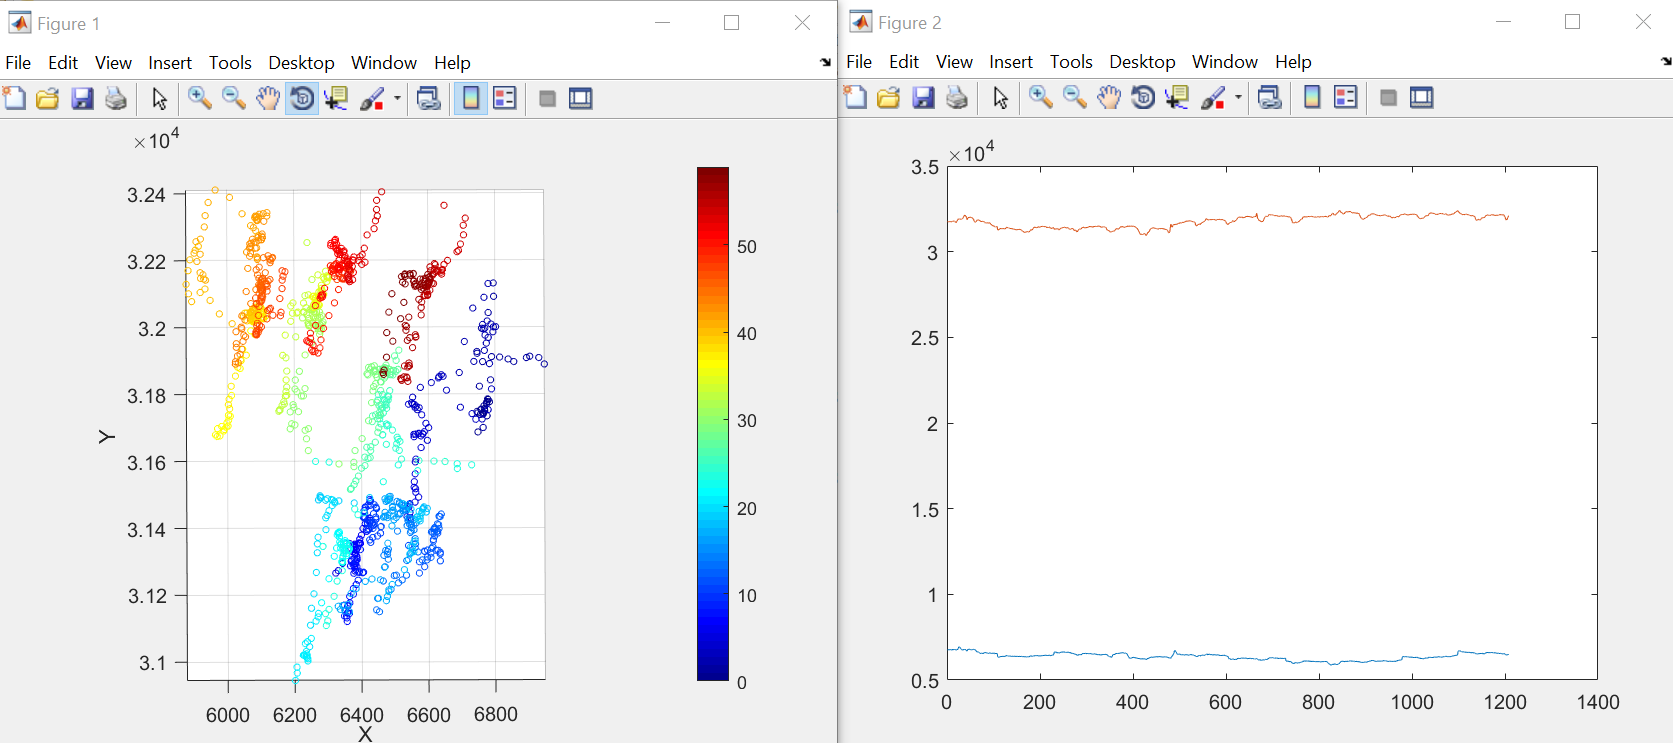 Figure 1
File Edit View Insert Tools Desktop Window Help
×10^4
3.24
3.22
3.2
3.18
3.16
3.14
3.12
3.1
Y
6000 6200 6400 6600 6800
X
50
40
30
20
10
0
Figure 2
File Edit View Insert Tools Desktop Window Help
×10^4
3.5
3
2.5
2
1.5
1
0.5
0 200 400 600 800 1000 1200 1400